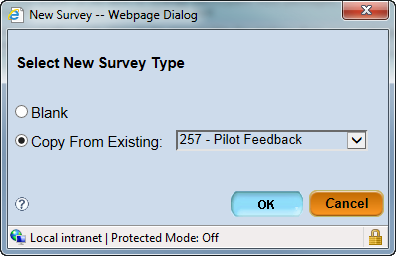 New Survey -- Webpage Dialog
Select New Survey Type
Blank
Copy From Existing: 257 - Pilot Feedback
? OK Cancel
Local intranet | Protected Mode: Off